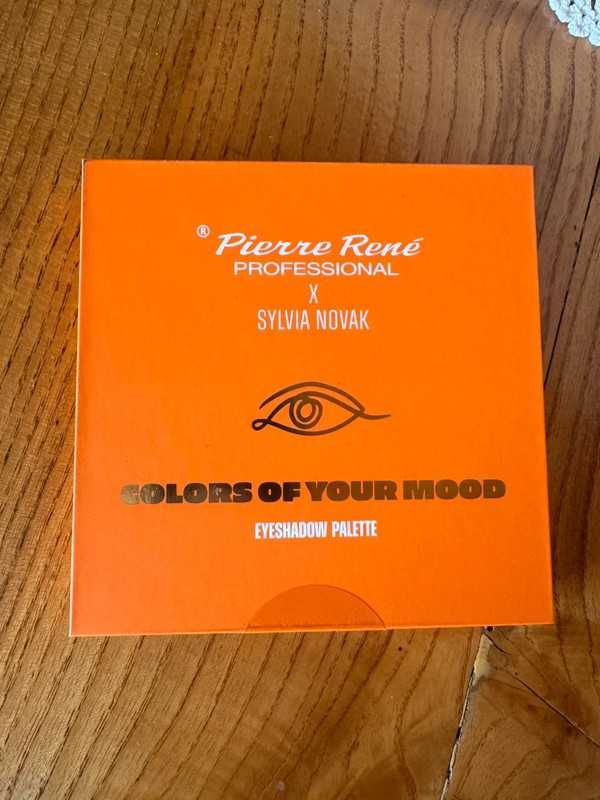 ® Pierre René
PROFESSIONAL
X
SYLVIA NOVAK
COLORS OF YOUR MOOD
EYESHADOW PALETTE